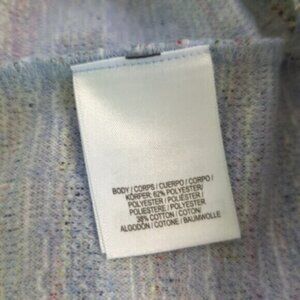 BODY / CORPS / CUERPO / CORPO /
KÖRPER: 62% POLYESTER/
POLYESTER / POLIÉSTER /
POLIESTERE / POLYESTER
38% COTTON / COTON/
ALGODÓN / COTONE / BAUMWOLLE